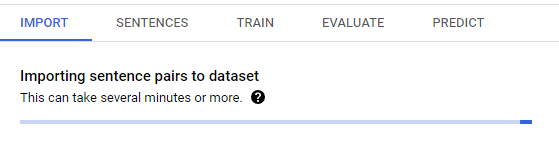 IMPORT SENTENCES TRAIN EVALUATE PREDICT
Importing sentence pairs to dataset
This can take several minutes or more. ?